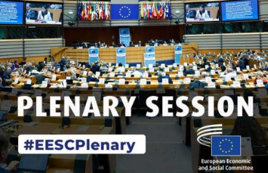 PLENARY SESSION
#EESCPlenary
European Economic
and Social Committee